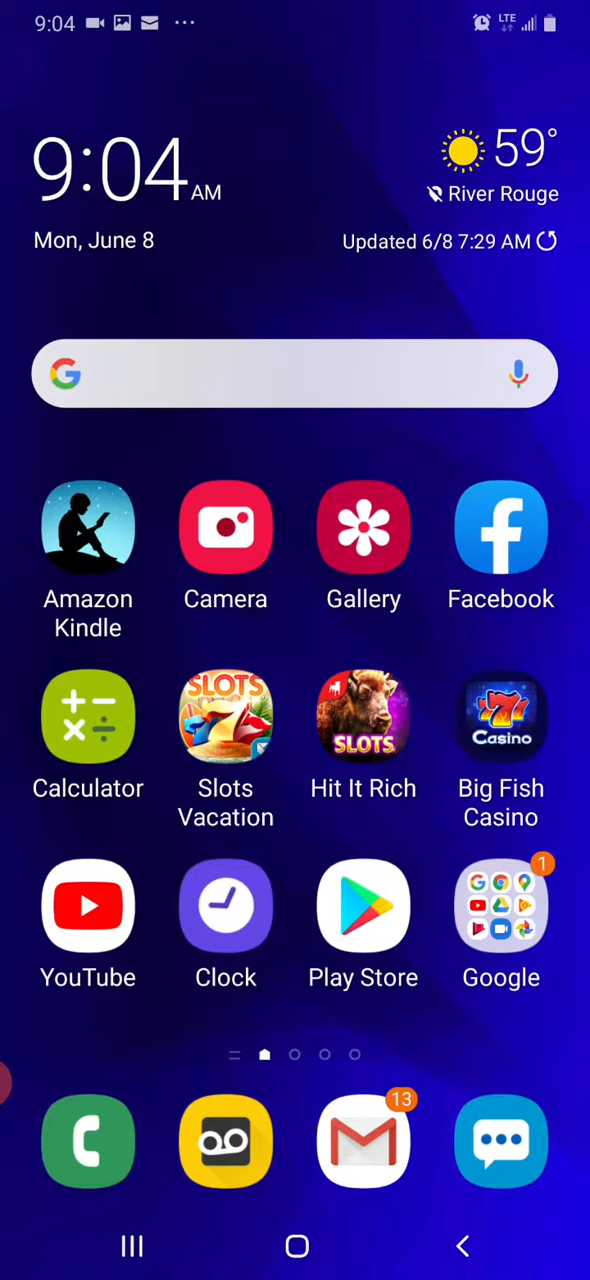 9:04
LTE
9:04 AM
59°
River Rouge
Mon, June 8
Updated 6/8 7:29 AM
Amazon Kindle
Camera
Gallery
Facebook
SLOTS
SLOTS
Casino
Calculator
Slots Vacation
Hit It Rich
Big Fish Casino
1
YouTube
Clock
Play Store
Google
13